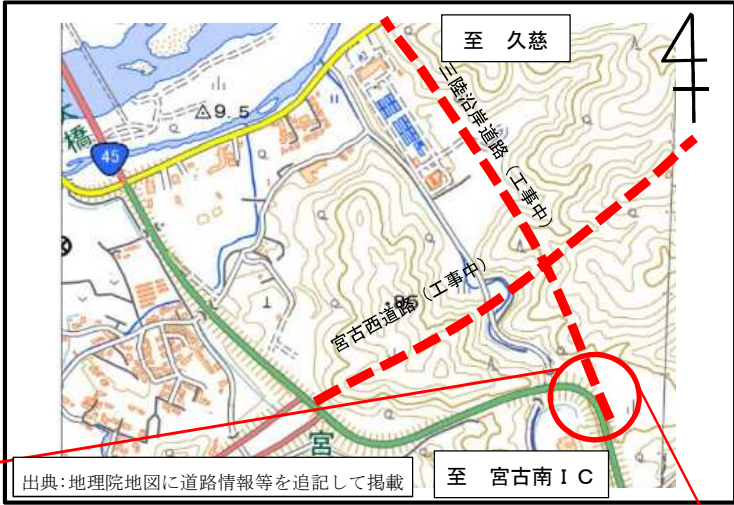 至 久慈
三陸沿岸道路（工事中）
大橋
△9.5
45
宮古西道路（工事中）
宮
出典:地理院地図に道路情報等を追記して掲載
至 宮古南ＩＣ